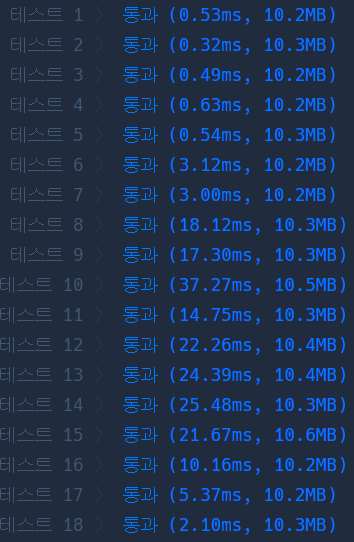 테스트 1 〉 통과 (0.53ms, 10.2MB)
테스트 2 〉 통과 (0.32ms, 10.3MB)
테스트 3 〉 통과 (0.49ms, 10.2MB)
테스트 4 〉 통과 (0.63ms, 10.2MB)
테스트 5 〉 통과 (0.54ms, 10.3MB)
테스트 6 〉 통과 (3.12ms, 10.2MB)
테스트 7 〉 통과 (3.00ms, 10.2MB)
테스트 8 〉 통과 (18.12ms, 10.3MB)
테스트 9 〉 통과 (17.30ms, 10.3MB)
테스트 10 〉 통과 (37.27ms, 10.5MB)
테스트 11 〉 통과 (14.75ms, 10.3MB)
테스트 12 〉 통과 (22.26ms, 10.4MB)
테스트 13 〉 통과 (24.39ms, 10.4MB)
테스트 14 〉 통과 (25.48ms, 10.3MB)
테스트 15 〉 통과 (21.67ms, 10.6MB)
테스트 16 〉 통과 (10.16ms, 10.2MB)
테스트 17 〉 통과 (5.37ms, 10.2MB)
테스트 18 〉 통과 (2.10ms, 10.3MB)